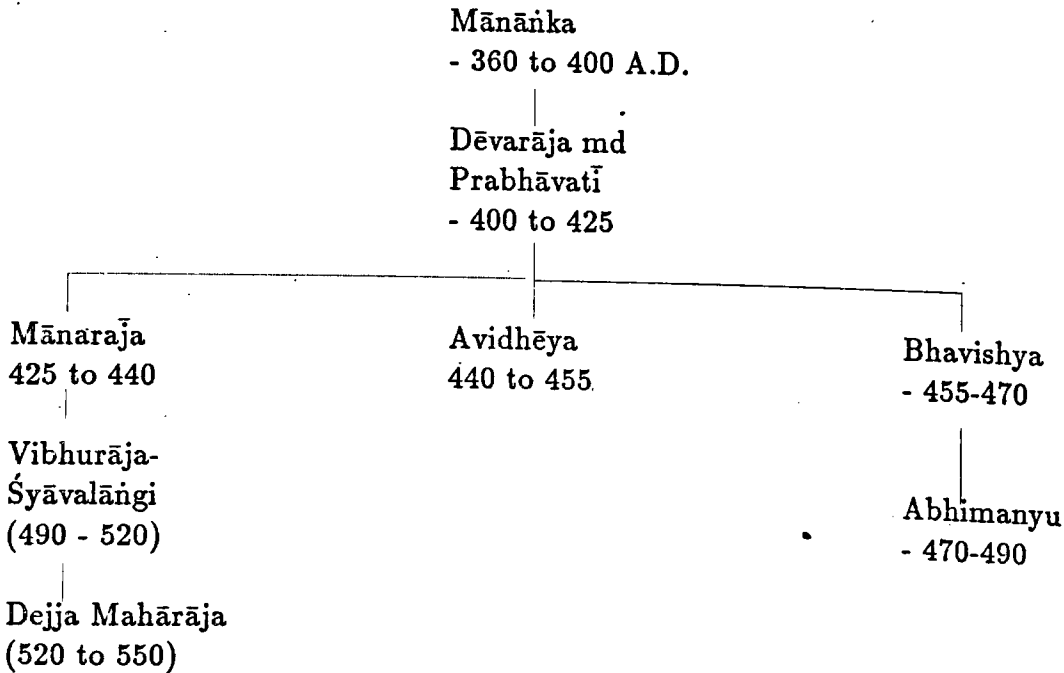 Mānāṅka
- 360 to 400 A.D.
Dēvarāja md
Prabhāvatī
- 400 to 425
Mānarāja
425 to 440
Avidhēya
440 to 455
Bhavishya
- 455-470
Vibhurāja-
Śyāvalāṅgi
(490 - 520)
Abhimanyu
- 470-490
Dejja Mahārāja
(520 to 550)